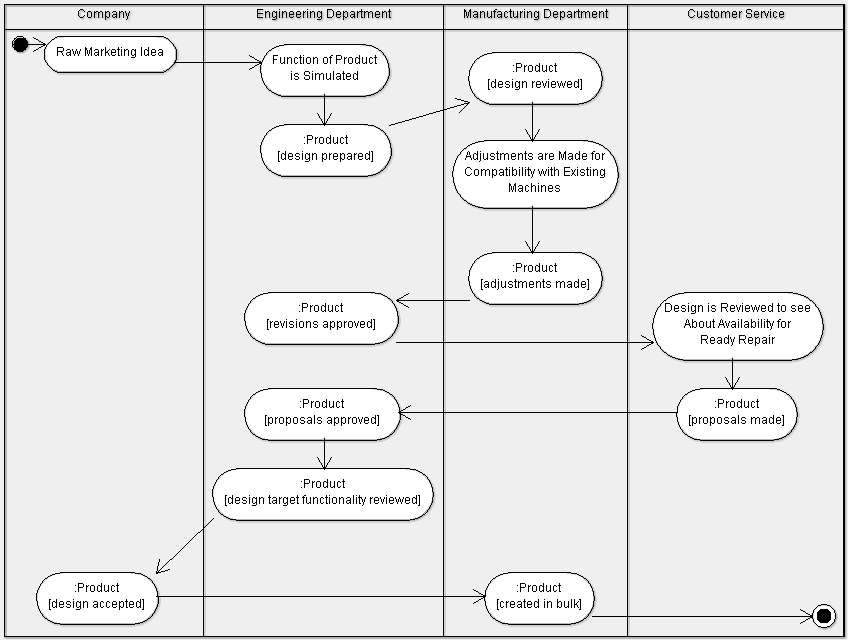 Company
Engineering Department
Manufacturing Department
Customer Service
Raw Marketing Idea
Function of Product
is Simulated
:Product
[design reviewed]
:Product
[design prepared]
Adjustments are Made for
Compatibility with Existing
Machines
:Product
[adjustments made]
:Product
[revisions approved]
Design is Reviewed to see
About Availability for
Ready Repair
:Product
[proposals approved]
:Product
[proposals made]
:Product
[design target functionality reviewed]
:Product
[design accepted]
:Product
[created in bulk]